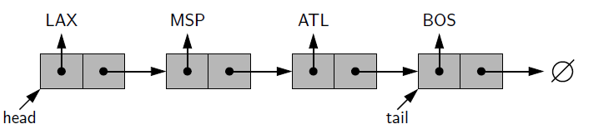 LAX MSP ATL BOS
∅
head tail